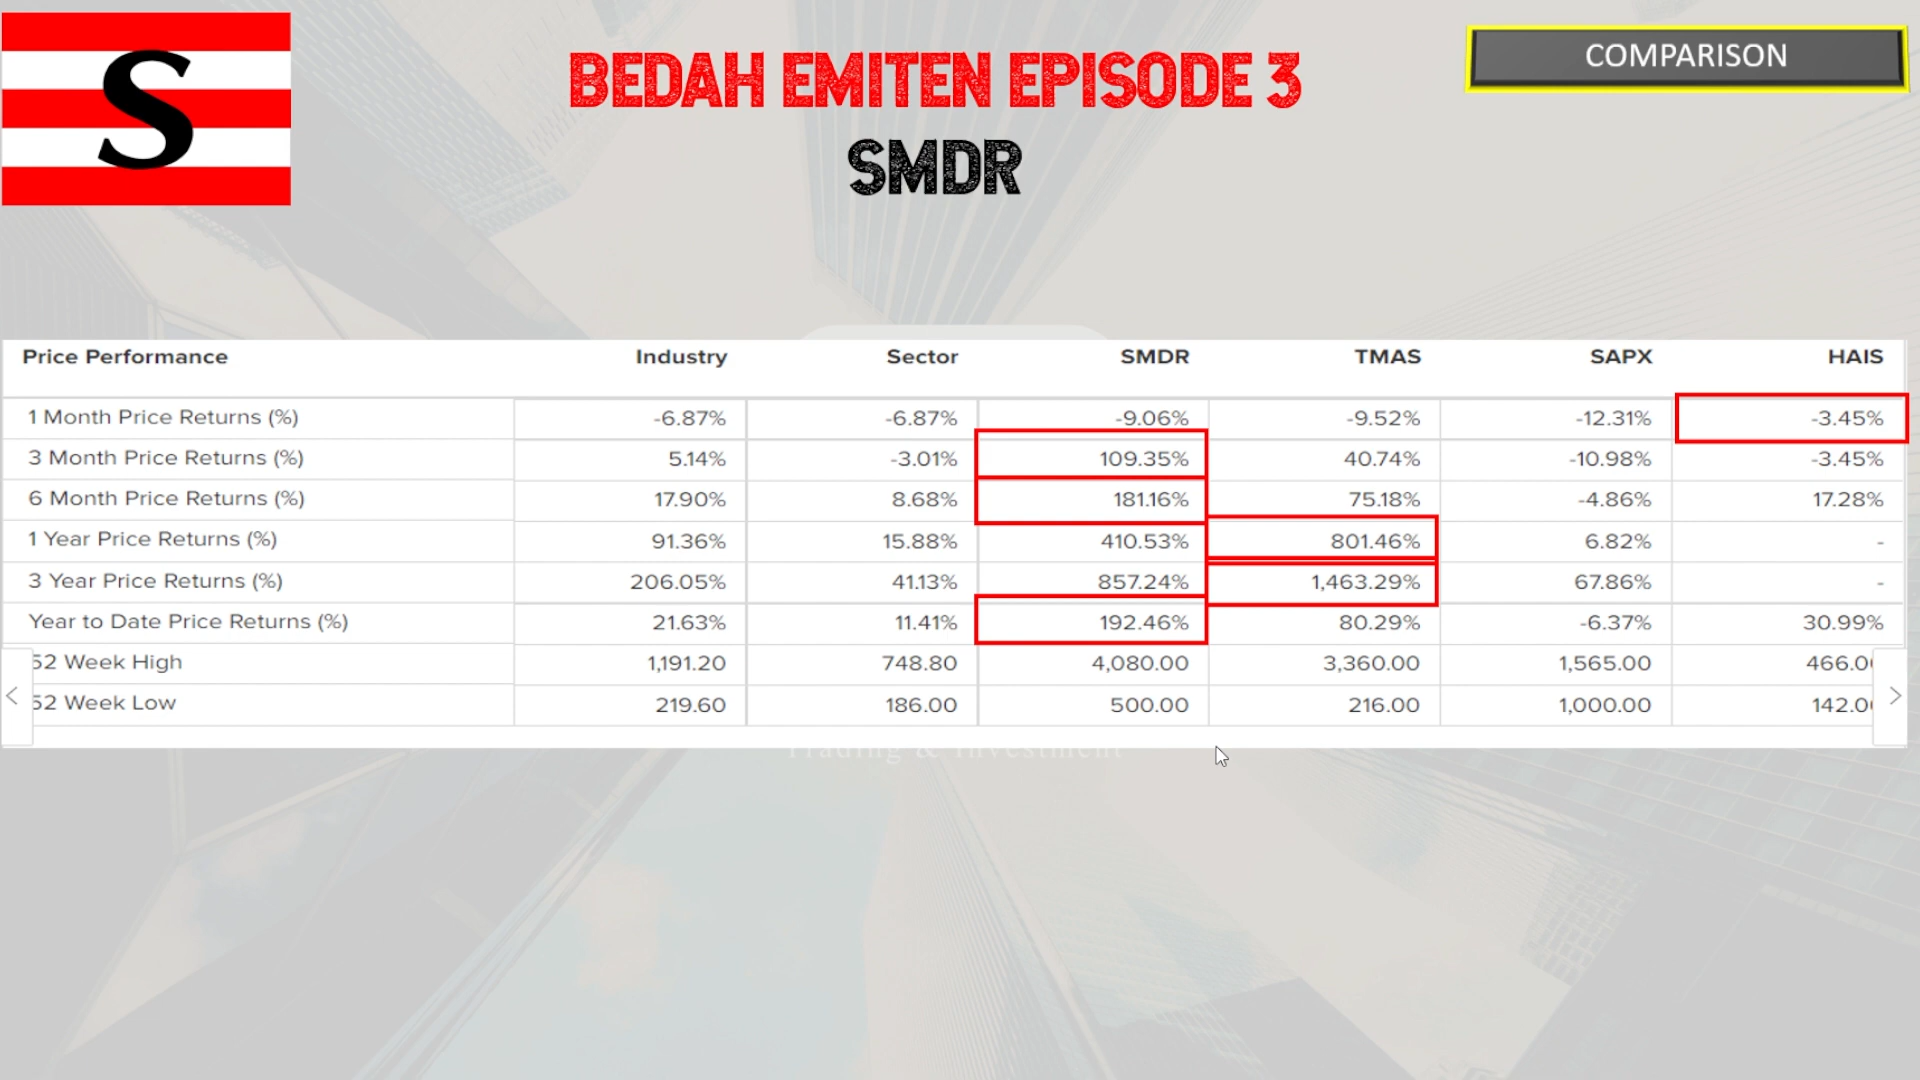 S
BEDAH EMITEN EPISODE 3
COMPARISON
SMDR
Price Performance Industry Sector SMDR TMAS SAPX HAIS
1 Month Price Returns (%) -6.87% -6.87% -9.06% -9.52% -12.31% -3.45%
3 Month Price Returns (%) 5.14% -3.01% 109.35% 40.74% -10.98% -3.45%
6 Month Price Returns (%) 17.90% 8.68% 181.16% 75.18% -4.86% 17.28%
1 Year Price Returns (%) 91.36% 15.88% 410.53% 801.46% 6.82% -
3 Year Price Returns (%) 206.05% 41.13% 857.24% 1,463.29% 67.86% -
Year to Date Price Returns (%) 21.63% 11.41% 192.46% 80.29% -6.37% 30.99%
52 Week High 1,191.20 748.80 4,080.00 3,360.00 1,565.00 466.0
52 Week Low 219.60 186.00 500.00 216.00 1,000.00 142.0
Trading & Investment